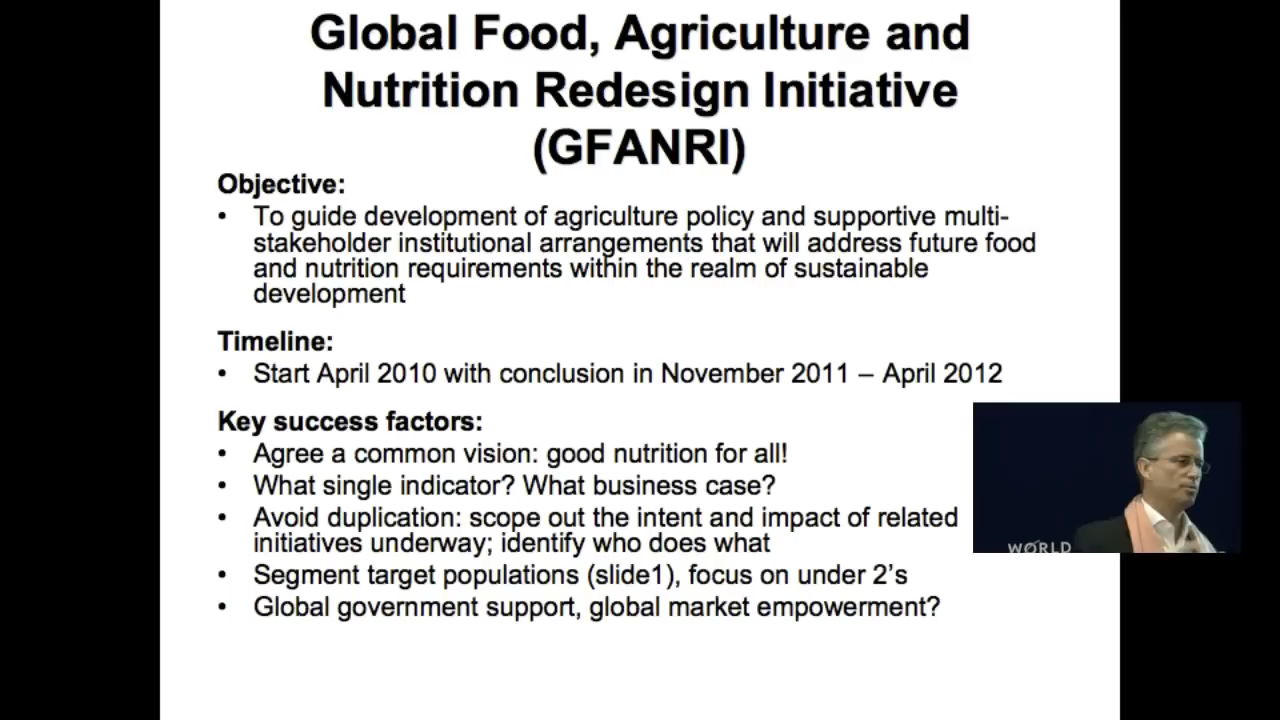 Global Food, Agriculture and
Nutrition Redesign Initiative
(GFANRI)
Objective:
• To guide development of agriculture policy and supportive multi-
stakeholder institutional arrangements that will address future food
and nutrition requirements within the realm of sustainable
development
Timeline:
• Start April 2010 with conclusion in November 2011 – April 2012
Key success factors:
• Agree a common vision: good nutrition for all!
• What single indicator? What business case?
• Avoid duplication: scope out the intent and impact of related
initiatives underway; identify who does what
• Segment target populations (slide1), focus on under 2's
• Global government support, global market empowerment?
WORLD